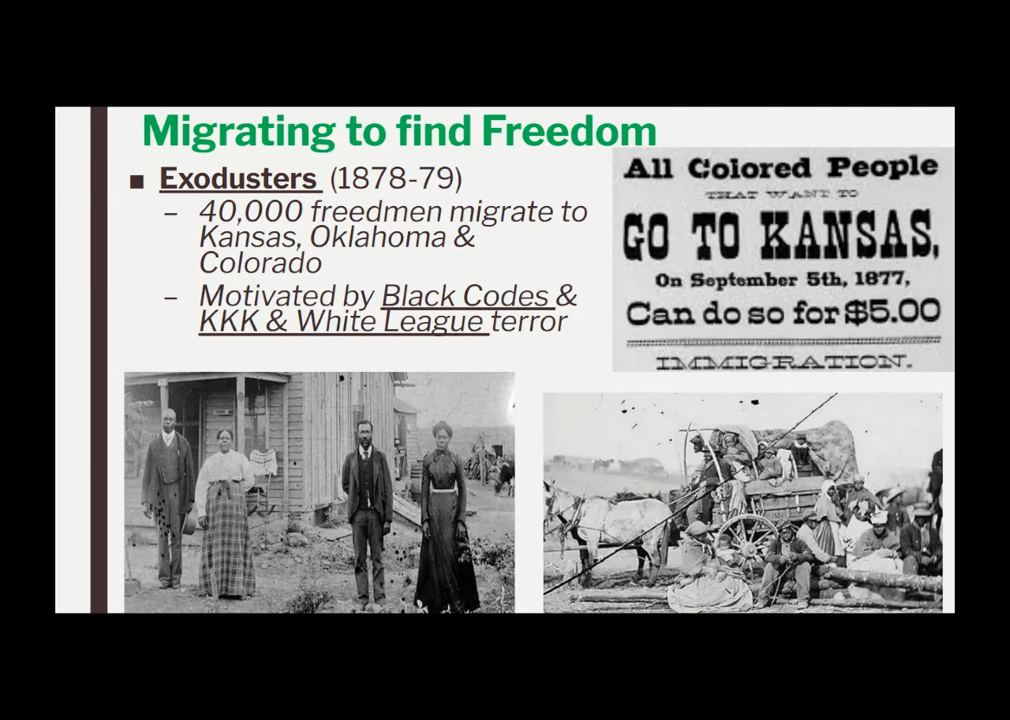 Migrating to find Freedom
■ Exodusters (1878-79)
– 40,000 freedmen migrate to
Kansas, Oklahoma &
Colorado
– Motivated by Black Codes &
KKK & White League terror
All Colored People
THAT WANT TO
GO TO KANSAS,
On September 5th, 1877,
Can do so for $5.00
IMMIGRATION.